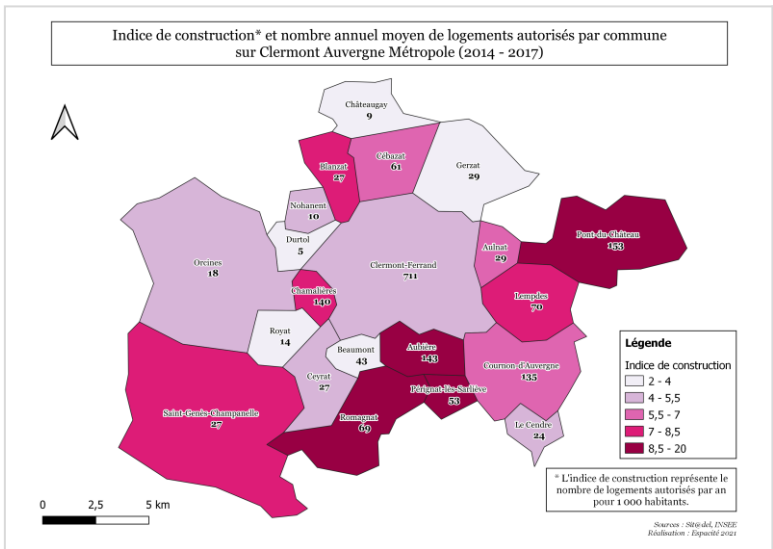 Indice de construction* et nombre annuel moyen de logements autorisés par commune
sur Clermont Auvergne Métropole (2014 - 2017)
Châteaugay
9
Blanzat
27
Cébazat
61
Gerzat
29
Nohanent
10
Durtol
5
Orcines
18
Clermont-Ferrand
711
Aulnat
29
Pont-du-Château
153
Chamalières
140
Lempdes
70
Royat
14
Beaumont
43
Aubière
143
Cournon-d'Auvergne
135
Ceyrat
27
Pérignat-lès-Sarliève
53
Saint-Genès-Champanelle
27
Romagnat
69
Le Cendre
24
Légende
Indice de construction
2 - 4
4 - 5,5
5,5 - 7
7 - 8,5
8,5 - 20
* L'indice de construction représente le
nombre de logements autorisés par an
pour 1 000 habitants.
0 2,5 5 km
Sources : Sit@del, INSEE
Réalisation : Espacité 2021